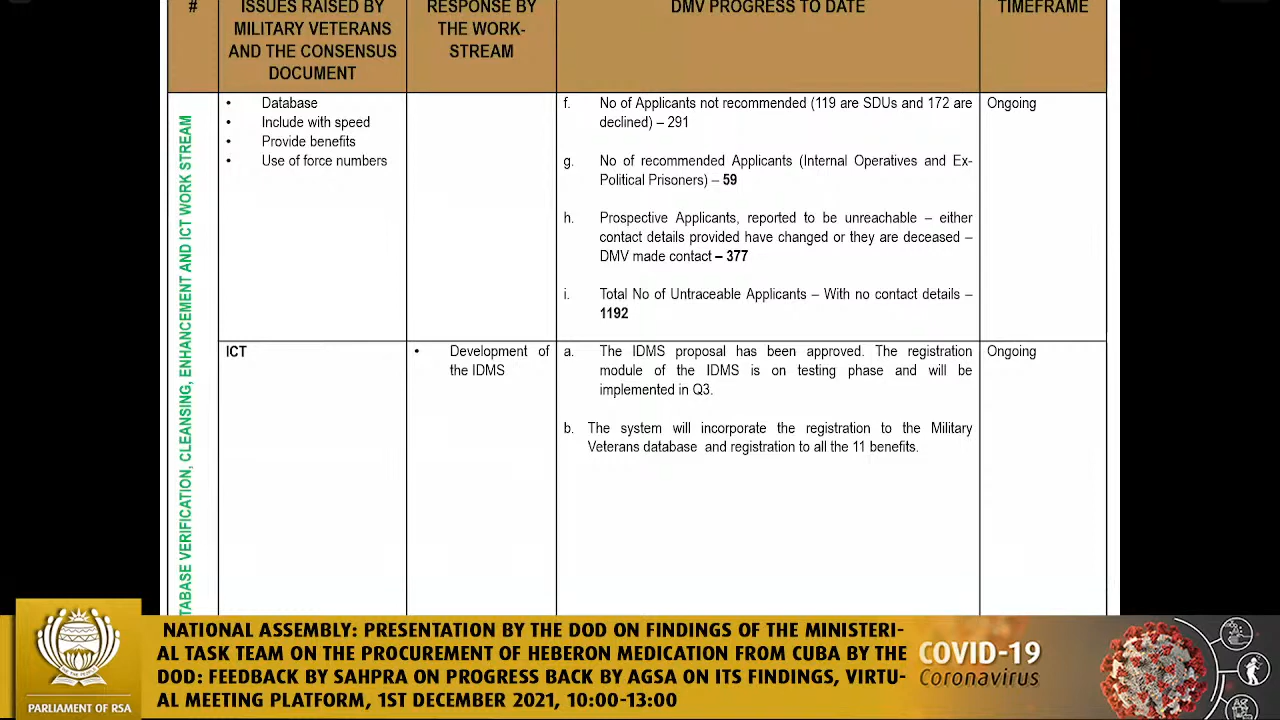 #
ISSUES RAISED BY
MILITARY VETERANS
AND THE CONSENSUS
DOCUMENT
RESPONSE BY
THE WORK-
STREAM
DMV PROGRESS TO DATE
TIMEFRAME
TABASE VERIFICATION, CLEANSING, ENHANCEMENT AND ICT WORK STREAM
• Database
• Include with speed
• Provide benefits
• Use of force numbers
f. No of Applicants not recommended (119 are SDUs and 172 are
declined) – 291
g. No of recommended Applicants (Internal Operatives and Ex-
Political Prisoners) – 59
h. Prospective Applicants, reported to be unreachable – either
contact details provided have changed or they are deceased –
DMV made contact – 377
i. Total No of Untraceable Applicants – With no contact details –
1192
Ongoing
ICT
• Development of
the IDMS
a. The IDMS proposal has been approved. The registration
module of the IDMS is on testing phase and will be
implemented in Q3.
b. The system will incorporate the registration to the Military
Veterans database and registration to all the 11 benefits.
Ongoing
PARLIAMENT OF RSA
NATIONAL ASSEMBLY: PRESENTATION BY THE DOD ON FINDINGS OF THE MINISTERI-
AL TASK TEAM ON THE PROCUREMENT OF HEBERON MEDICATION FROM CUBA BY THE
DOD: FEEDBACK BY SAHPRA ON PROGRESS BACK BY AGSA ON ITS FINDINGS, VIRTU-
AL MEETING PLATFORM, 1ST DECEMBER 2021, 10:00-13:00
COVID-19
Coronavirus